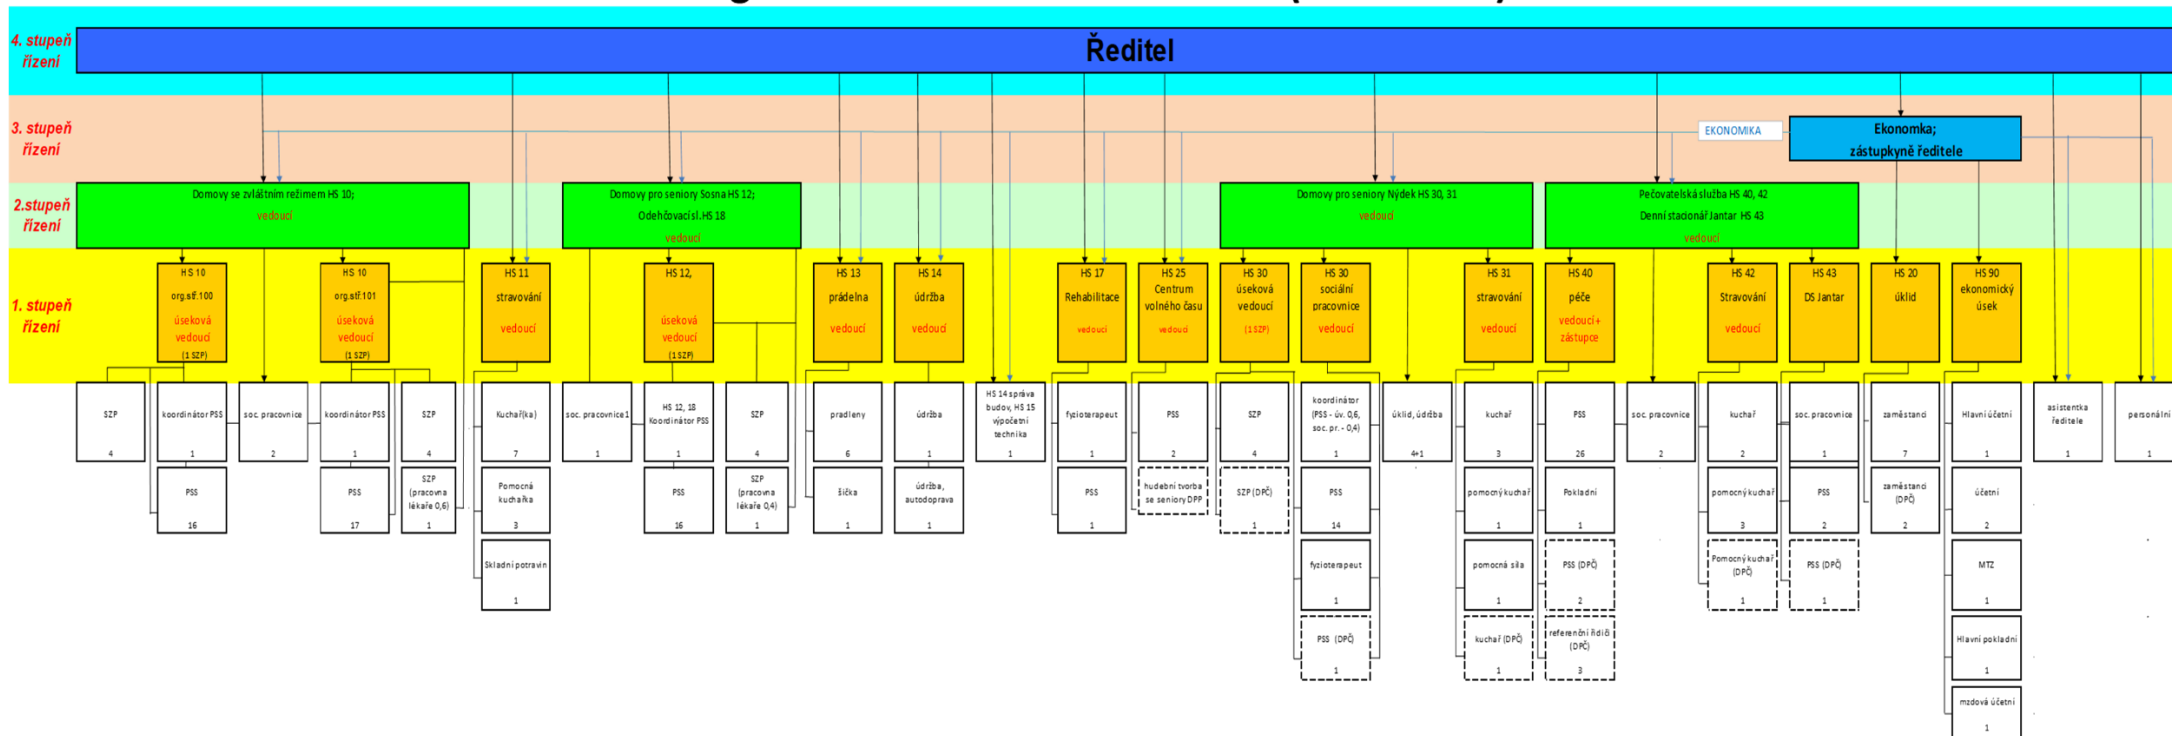 4. stupeň
řízení
Ředitel
3. stupeň
řízení
EKONOMIKA
Ekonomka;
zástupkyně ředitele
2.stupeň
řízení
Domovy se zvláštním režimem HS 10;
vedoucí
Domovy pro seniory Sosna HS 12;
Odehčovací sl.HS 18
vedoucí
Domovy pro seniory Nýdek HS 30, 31
vedoucí
Pečovatelská služba HS 40, 42
Denní stacionář Jantar HS 43
vedoucí
1. stupeň
řízení
HS 10
org.stř.100
úseková
vedoucí
(1 SZP)
HS 10
org.stř.101
úseková
vedoucí
(1 SZP)
HS 11
stravování
vedoucí
HS 12,
úseková
vedoucí
(1 SZP)
HS 13
prádelna
vedoucí
HS 14
údržba
vedoucí
HS 17
Rehabilitace
vedoucí
HS 25
Centrum
volného času
vedoucí
HS 30
úseková
vedoucí
(1 SZP)
HS 30
sociální
pracovnice
vedoucí
HS 31
stravování
vedoucí
HS 40
péče
vedoucí+
zástupce
HS 42
Stravování
vedoucí
HS 43
DS Jantar
HS 20
úklid
HS 90
ekonomický
úsek
SZP
4
koordinátor PSS
1
soc. pracovnice
2
koordinátor PSS
1
SZP
4
Kuchař(ka)
7
soc. pracovnice1
1
HS 12, 18
Koordinátor PSS
1
SZP
4
pradleny
6
údržba
1
HS 14 správa
budov, HS 15
výpočetní
technika
1
fyzioterapeut
1
PSS
2
SZP
4
koordinátor
(PSS - úv. 0,6,
soc. pr. - 0,4)
1
úklid, údržba
4+1
kuchař
3
PSS
26
soc. pracovnice
2
kuchař
2
soc. pracovnice
1
zaměstanci
7
Hlavní účetní
1
asistentka
ředitele
1
personální
1
PSS
16
PSS
17
SZP
(pracovna
lékaře 0,6)
1
Pomocná
kuchařka
3
PSS
16
SZP
(pracovna
lékaře 0,4)
1
šička
1
údržba,
autodoprava
1
PSS
1
hudební tvorba
se seniory DPP
SZP (DPČ)
1
PSS
14
pomocný kuchař
1
Pokladní
1
pomocný kuchař
3
PSS
2
zaměstanci
(DPČ)
2
účetní
2
Skladní potravin
1
fyzioterapeut
1
pomocná síla
1
PSS (DPČ)
2
Pomocný kuchař
(DPČ)
1
PSS (DPČ)
1
MTZ
1
PSS (DPČ)
1
kuchař (DPČ)
1
referenční řidiči
(DPČ)
3
Hlavní pokladní
1
mzdová účetní
1